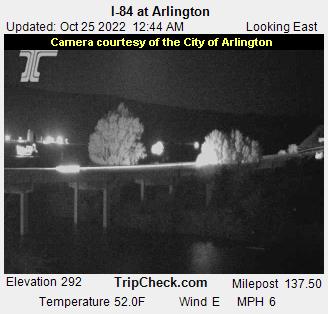 I-84 at Arlington
Updated: Oct 25 2022 12:44 AM Looking East
Camera courtesy of the City of Arlington
Elevation 292 TripCheck.com Milepost 137.50
Temperature 52.0F Wind E MPH 6